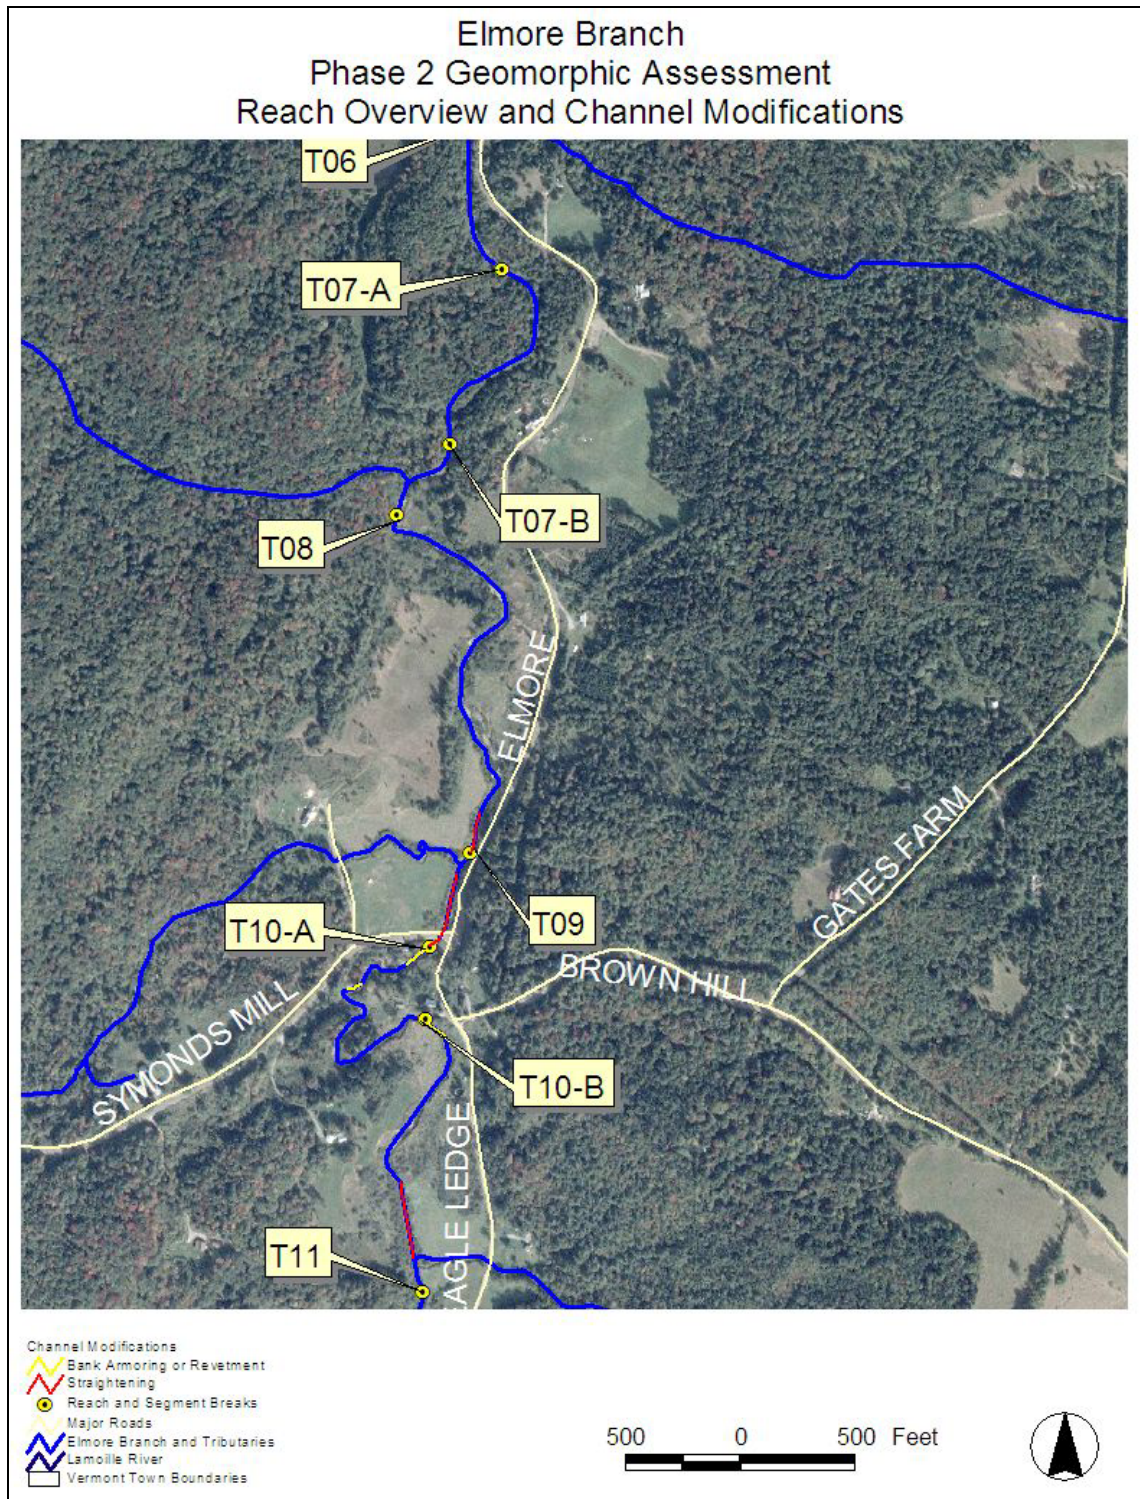 Elmore Branch
Phase 2 Geomorphic Assessment
Reach Overview and Channel Modifications
T06
T07-A
T07-B
T08
ELMORE
GATES FARM
T09
T10-A
BROWN HILL
SYMONDS MILL
T10-B
EAGLE LEDGE
T11
Channel Modifications
Bank Armoring or Revetment
Straightening
Reach and Segment Breaks
Major Roads
Elmore Branch and Tributaries
Lamoille River
Vermont Town Boundaries
500 0 500 Feet